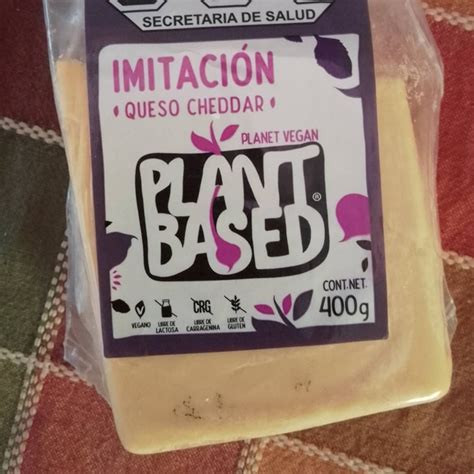 SECRETARIA DE SALUD
IMITACIÓN
QUESO CHEDDAR
PLANET VEGAN
PLANT
BASED®
CONT. NET.
400g
CRG
VEGANO
LIBRE DE LACTOSA
LIBRE DE CARRAGENINA
LIBRE DE GLUTEN